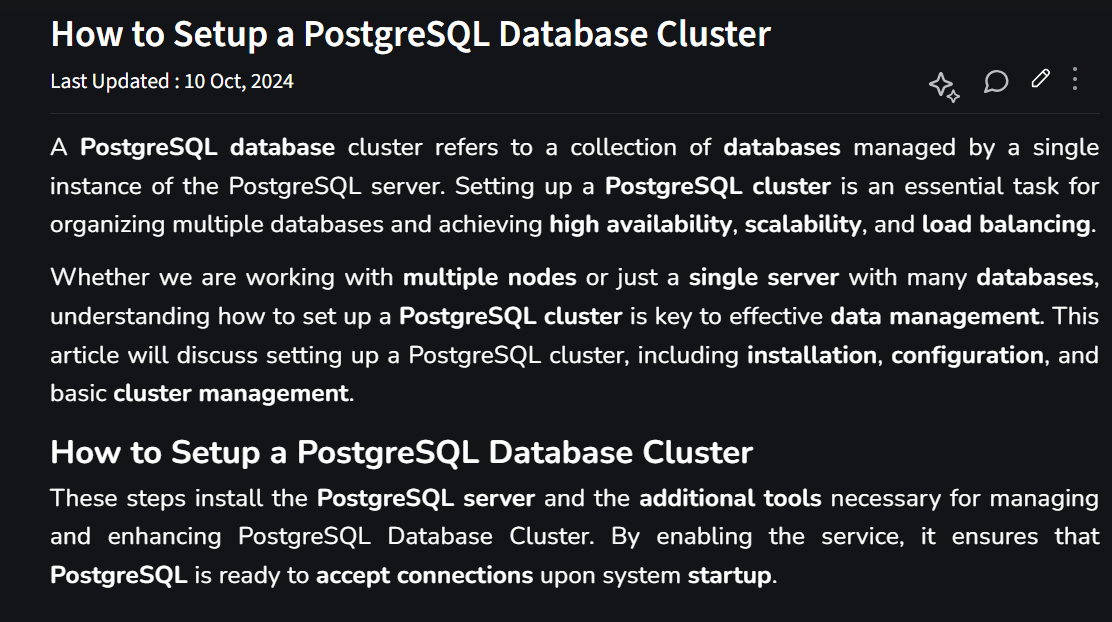 How to Setup a PostgreSQL Database Cluster
Last Updated : 10 Oct, 2024
A PostgreSQL database cluster refers to a collection of databases managed by a single
instance of the PostgreSQL server. Setting up a PostgreSQL cluster is an essential task for
organizing multiple databases and achieving high availability, scalability, and load balancing.
Whether we are working with multiple nodes or just a single server with many databases,
understanding how to set up a PostgreSQL cluster is key to effective data management. This
article will discuss setting up a PostgreSQL cluster, including installation, configuration, and
basic cluster management.
How to Setup a PostgreSQL Database Cluster
These steps install the PostgreSQL server and the additional tools necessary for managing
and enhancing PostgreSQL Database Cluster. By enabling the service, it ensures that
PostgreSQL is ready to accept connections upon system startup.